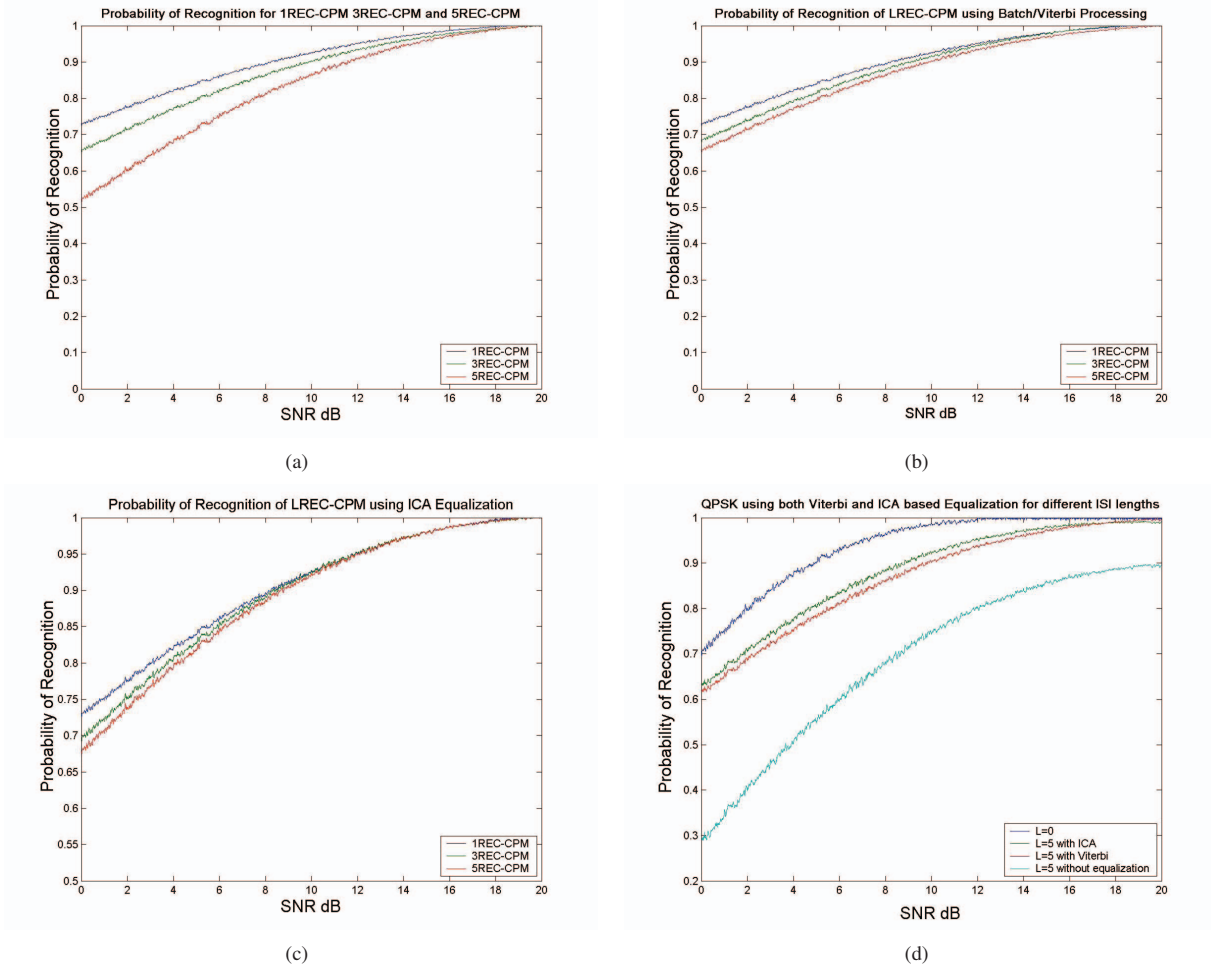 Probability of Recognition for 1REC-CPM 3REC-CPM and 5REC-CPM
1
0.9
0.8
0.7
0.6
0.5
0.4
0.3
0.2
0.1
0
Probability of Recognition
1REC-CPM
3REC-CPM
5REC-CPM
0 2 4 6 8 10 12 14 16 18 20
SNR dB
(a)
Probability of Recognition of LREC-CPM using Batch/Viterbi Processing
1
0.9
0.8
0.7
0.6
0.5
0.4
0.3
0.2
0.1
0
Probability of Recognition
1REC-CPM
3REC-CPM
5REC-CPM
0 2 4 6 8 10 12 14 16 18 20
SNR dB
(b)
Probability of Recognition of LREC-CPM using ICA Equalization
1
0.95
0.9
0.85
0.8
0.75
0.7
0.65
0.6
0.55
0.5
Probability of Recognition
1REC-CPM
3REC-CPM
5REC-CPM
0 2 4 6 8 10 12 14 16 18 20
SNR dB
(c)
QPSK using both Viterbi and ICA based Equalization for different ISI lengths
1
0.9
0.8
0.7
0.6
0.5
0.4
0.3
0.2
Probability of Recognition
L=0
L=5 with ICA
L=5 with Viterbi
L=5 without equalization
0 2 4 6 8 10 12 14 16 18 20
SNR dB
(d)